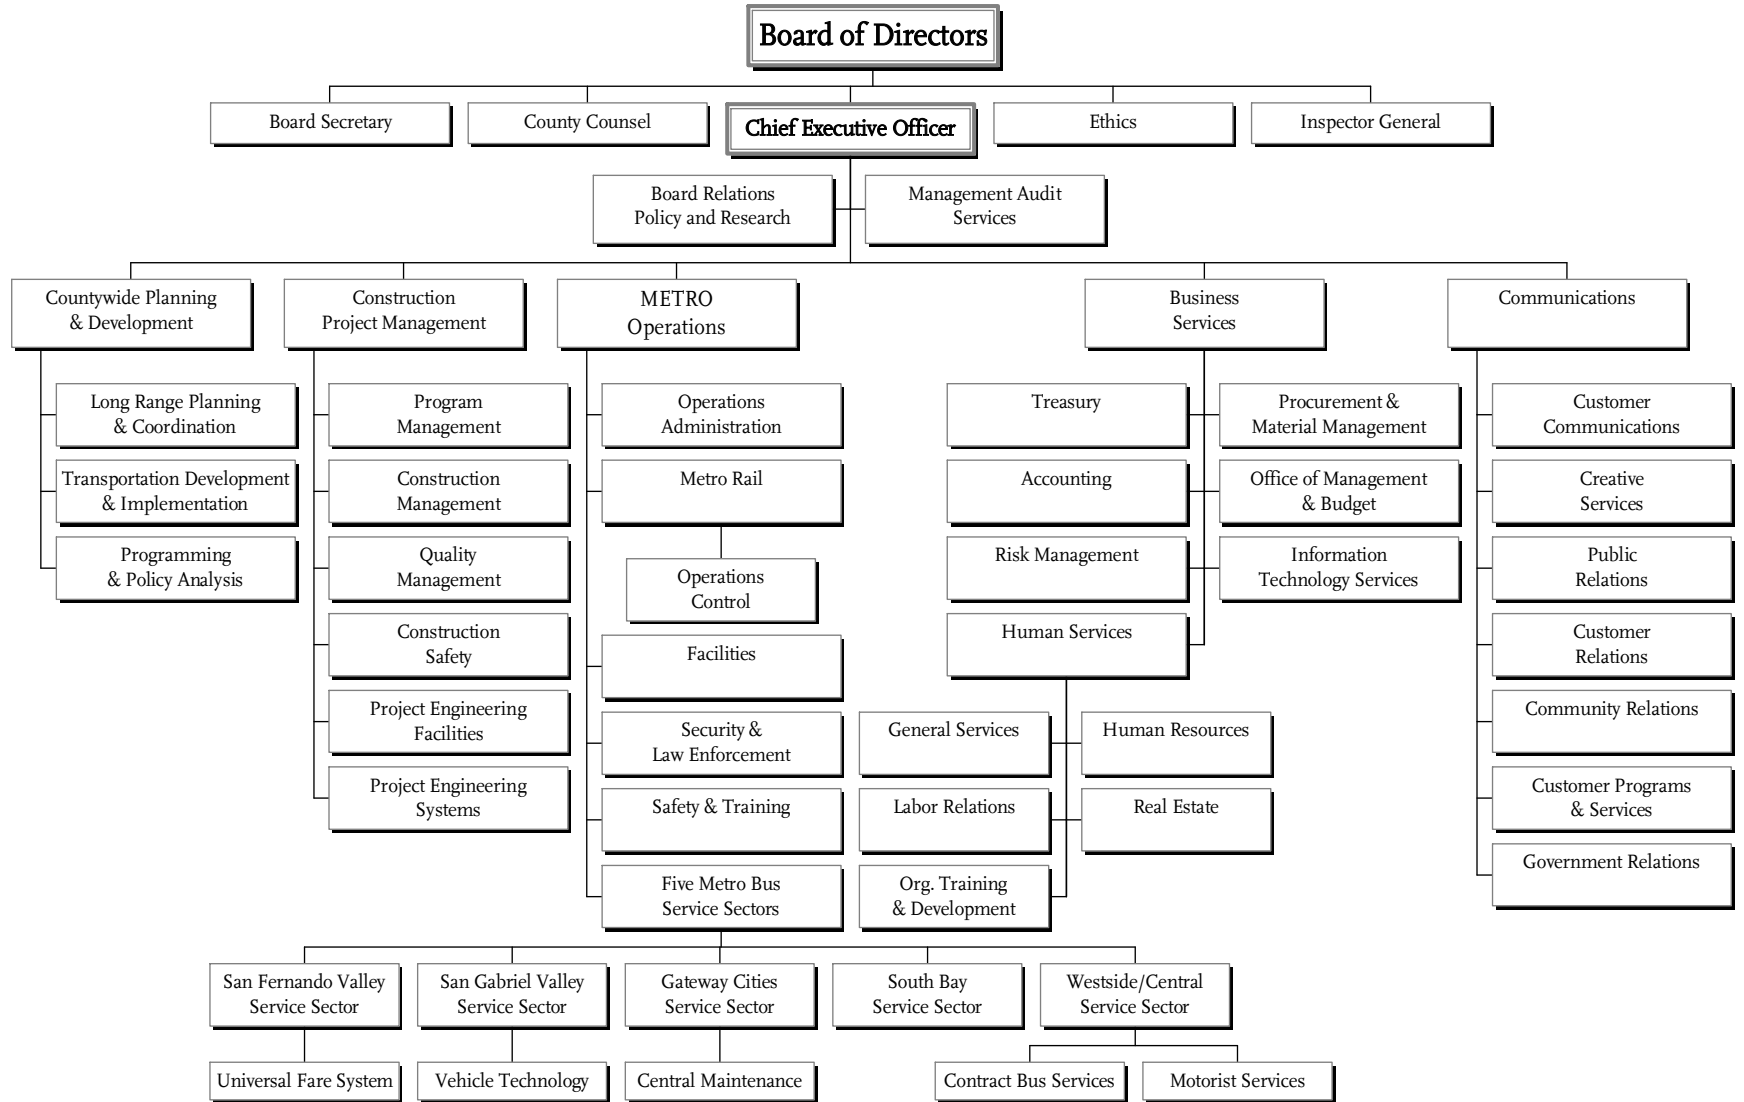 Board of Directors
Board Secretary
County Counsel
Chief Executive Officer
Ethics
Inspector General
Board Relations
Policy and Research
Management Audit
Services
Countywide Planning
& Development
Construction
Project Management
METRO
Operations
Business
Services
Communications
Long Range Planning
& Coordination
Transportation Development
& Implementation
Programming
& Policy Analysis
Program
Management
Construction
Management
Quality
Management
Construction
Safety
Project Engineering
Facilities
Project Engineering
Systems
Operations
Administration
Metro Rail
Operations
Control
Facilities
Security &
Law Enforcement
Safety & Training
Five Metro Bus
Service Sectors
Treasury
Procurement &
Material Management
Accounting
Office of Management
& Budget
Risk Management
Information
Technology Services
Human Services
General Services
Human Resources
Labor Relations
Real Estate
Org. Training
& Development
Customer
Communications
Creative
Services
Public
Relations
Customer
Relations
Community Relations
Customer Programs
& Services
Government Relations
San Fernando Valley
Service Sector
San Gabriel Valley
Service Sector
Gateway Cities
Service Sector
South Bay
Service Sector
Westside/Central
Service Sector
Universal Fare System
Vehicle Technology
Central Maintenance
Contract Bus Services
Motorist Services